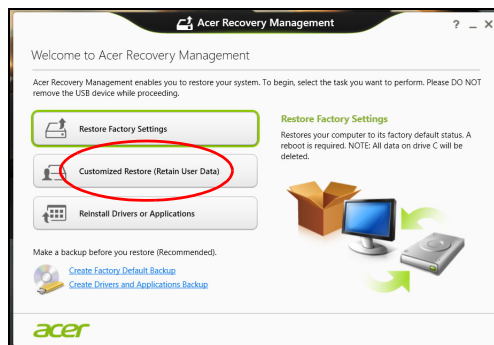 Acer Recovery Management
? _ X
Welcome to Acer Recovery Management
Acer Recovery Management enables you to restore your system. To begin, select the task you want to perform. Please DO NOT
remove the USB device while proceeding.
Restore Factory Settings
Customized Restore (Retain User Data)
Reinstall Drivers or Applications
Restore Factory Settings
Restores your computer to its factory default status. A
reboot is required. NOTE: All data on drive C will be
deleted.
Make a backup before you restore (Recommended).
Create Factory Default Backup
Create Drivers and Applications Backup
acer